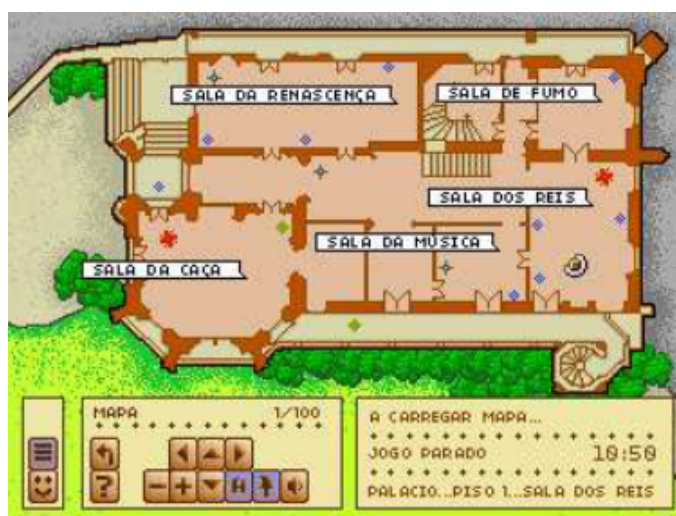 SALA DA RENASCENÇA
SALA DE FUMO
SALA DOS REIS
SALA DA MÚSICA
SALA DA CAÇA
MAPA 1/100
?
A CARREGAR MAPA...
JOGO PARADO 10:50
PALACIO...PISO 1...SALA DOS REIS